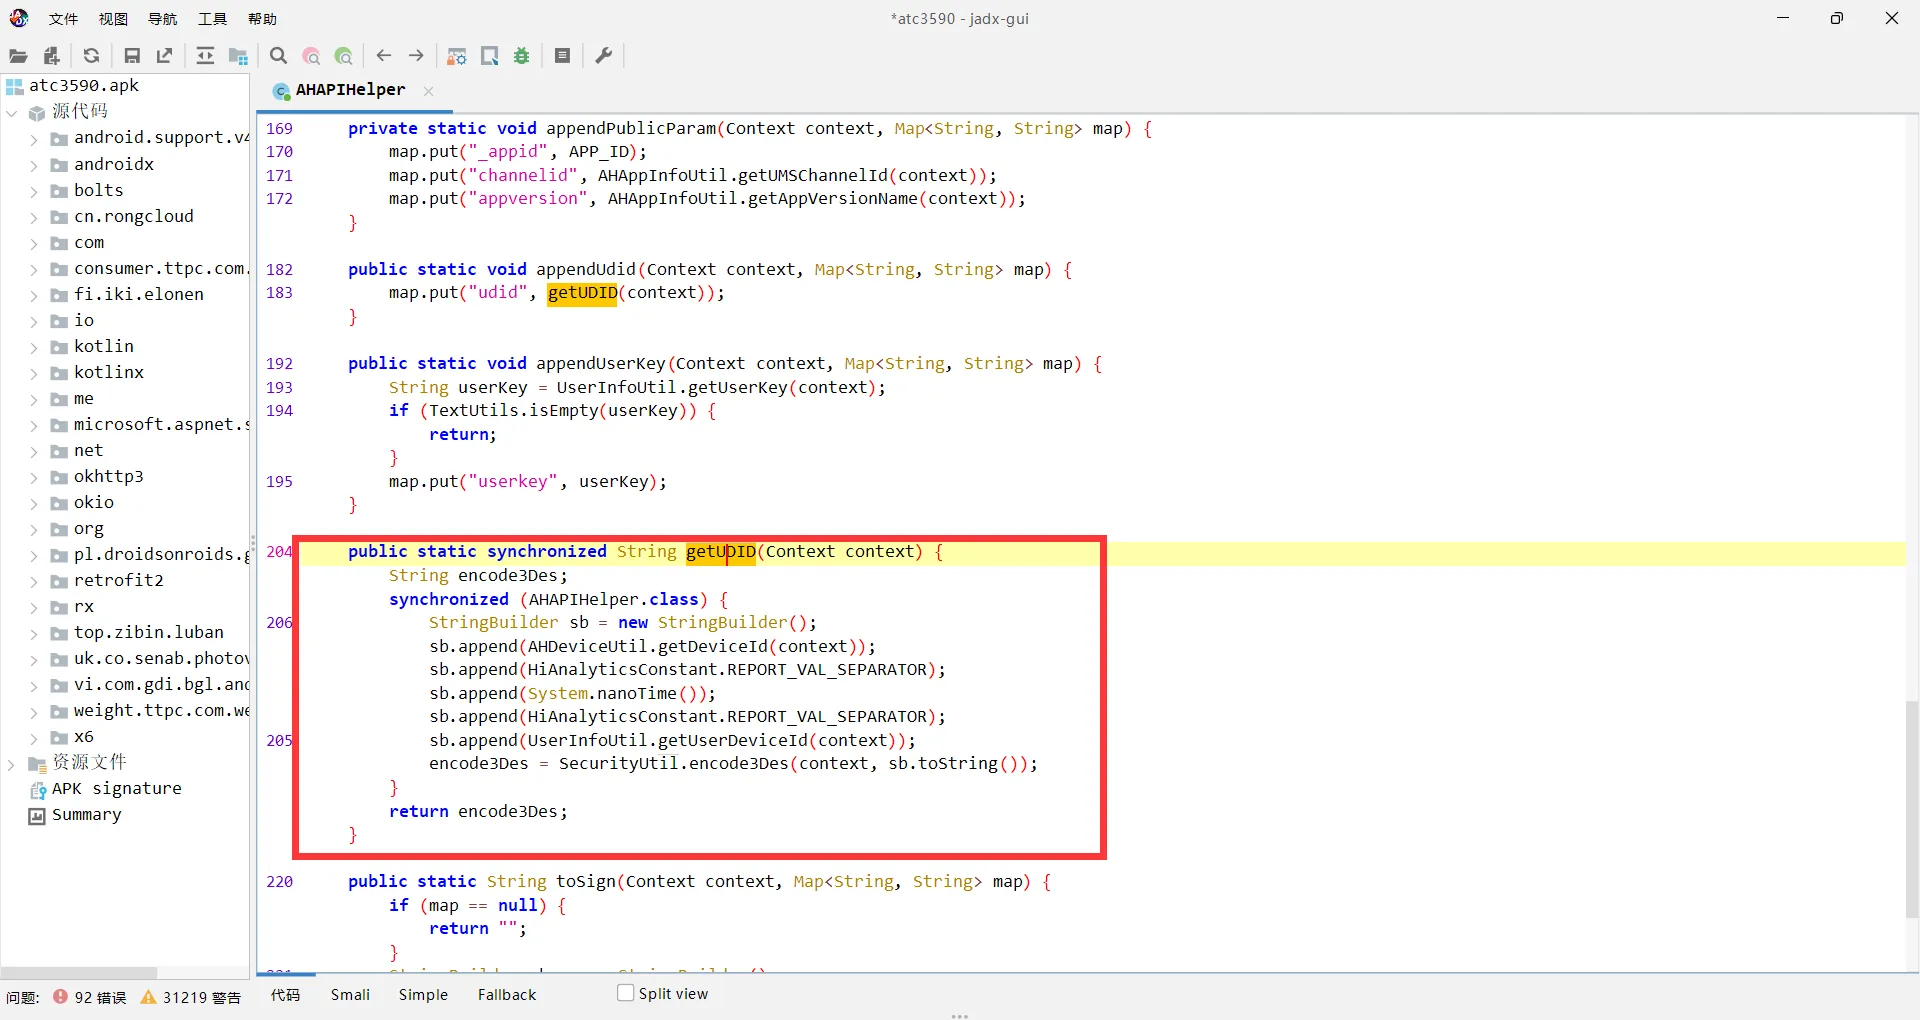 文件 视图 导航 工具 帮助
*atc3590 - jadx-gui
atc3590.apk
源代码
android.support.v4
androidx
bolts
cn.rongcloud
com
consumer.ttpc.com.
fi.iki.elonen
io
kotlin
kotlinx
me
microsoft.aspnet.s
net
okhttp3
okio
org
pl.droidsonroids.g
retrofit2
rx
top.zibin.luban
uk.co.senab.photov
vi.com.gdi.bgl.and
weight.ttpc.com.we
x6
资源文件
APK signature
Summary
AHAPIHelper
169 private static void appendPublicParam(Context context, Map<String, String> map) {
170 map.put("_appid", APP_ID);
171 map.put("channelid", AHAppInfoUtil.getUMSChannelId(context));
172 map.put("appversion", AHAppInfoUtil.getAppVersionName(context));
}
182 public static void appendUdid(Context context, Map<String, String> map) {
183 map.put("udid", getUDID(context));
}
192 public static void appendUserKey(Context context, Map<String, String> map) {
193 String userKey = UserInfoUtil.getUserKey(context);
194 if (TextUtils.isEmpty(userKey)) {
return;
}
195 map.put("userkey", userKey);
}
204 public static synchronized String getUDID(Context context) {
String encode3Des;
synchronized (AHAPIHelper.class) {
206 StringBuilder sb = new StringBuilder();
sb.append(AHDeviceUtil.getDeviceId(context));
sb.append(HiAnalyticsConstant.REPORT_VAL_SEPARATOR);
sb.append(System.nanoTime());
sb.append(HiAnalyticsConstant.REPORT_VAL_SEPARATOR);
205 sb.append(UserInfoUtil.getUserDeviceId(context));
encode3Des = SecurityUtil.encode3Des(context, sb.toString());
}
return encode3Des;
}
220 public static String toSign(Context context, Map<String, String> map) {
if (map == null) {
return "";
}
问题: 92 错误 31219 警告
代码 Smali Simple Fallback Split view